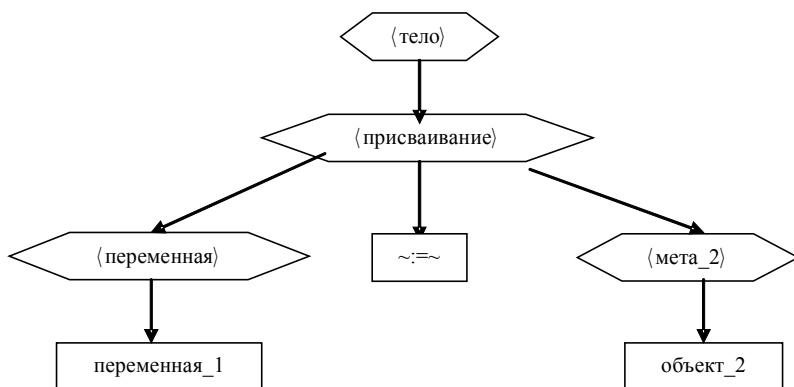 ⟨тело⟩
⟨присваивание⟩
⟨переменная⟩
~:=~
⟨мета_2⟩
переменная_1
объект_2